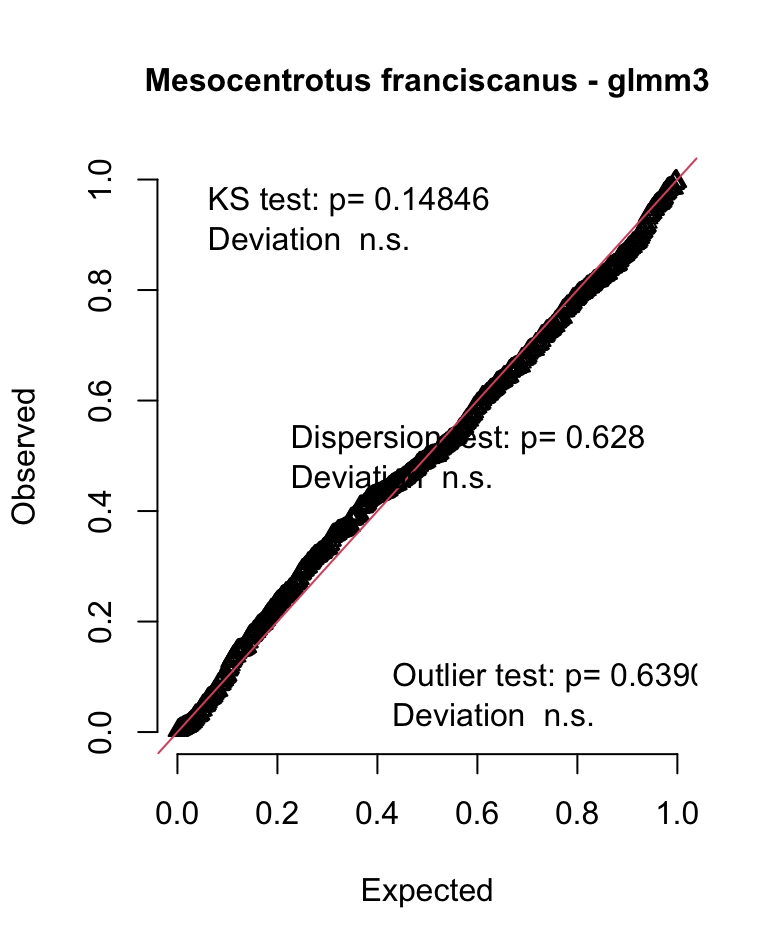 Mesocentrotus franciscanus - glmm3
KS test: p= 0.14846
Deviation n.s.
Dispersion test: p= 0.628
Deviation n.s.
Outlier test: p= 0.639
Deviation n.s.
Observed
1.0
0.8
0.6
0.4
0.2
0.0
0.0 0.2 0.4 0.6 0.8 1.0
Expected